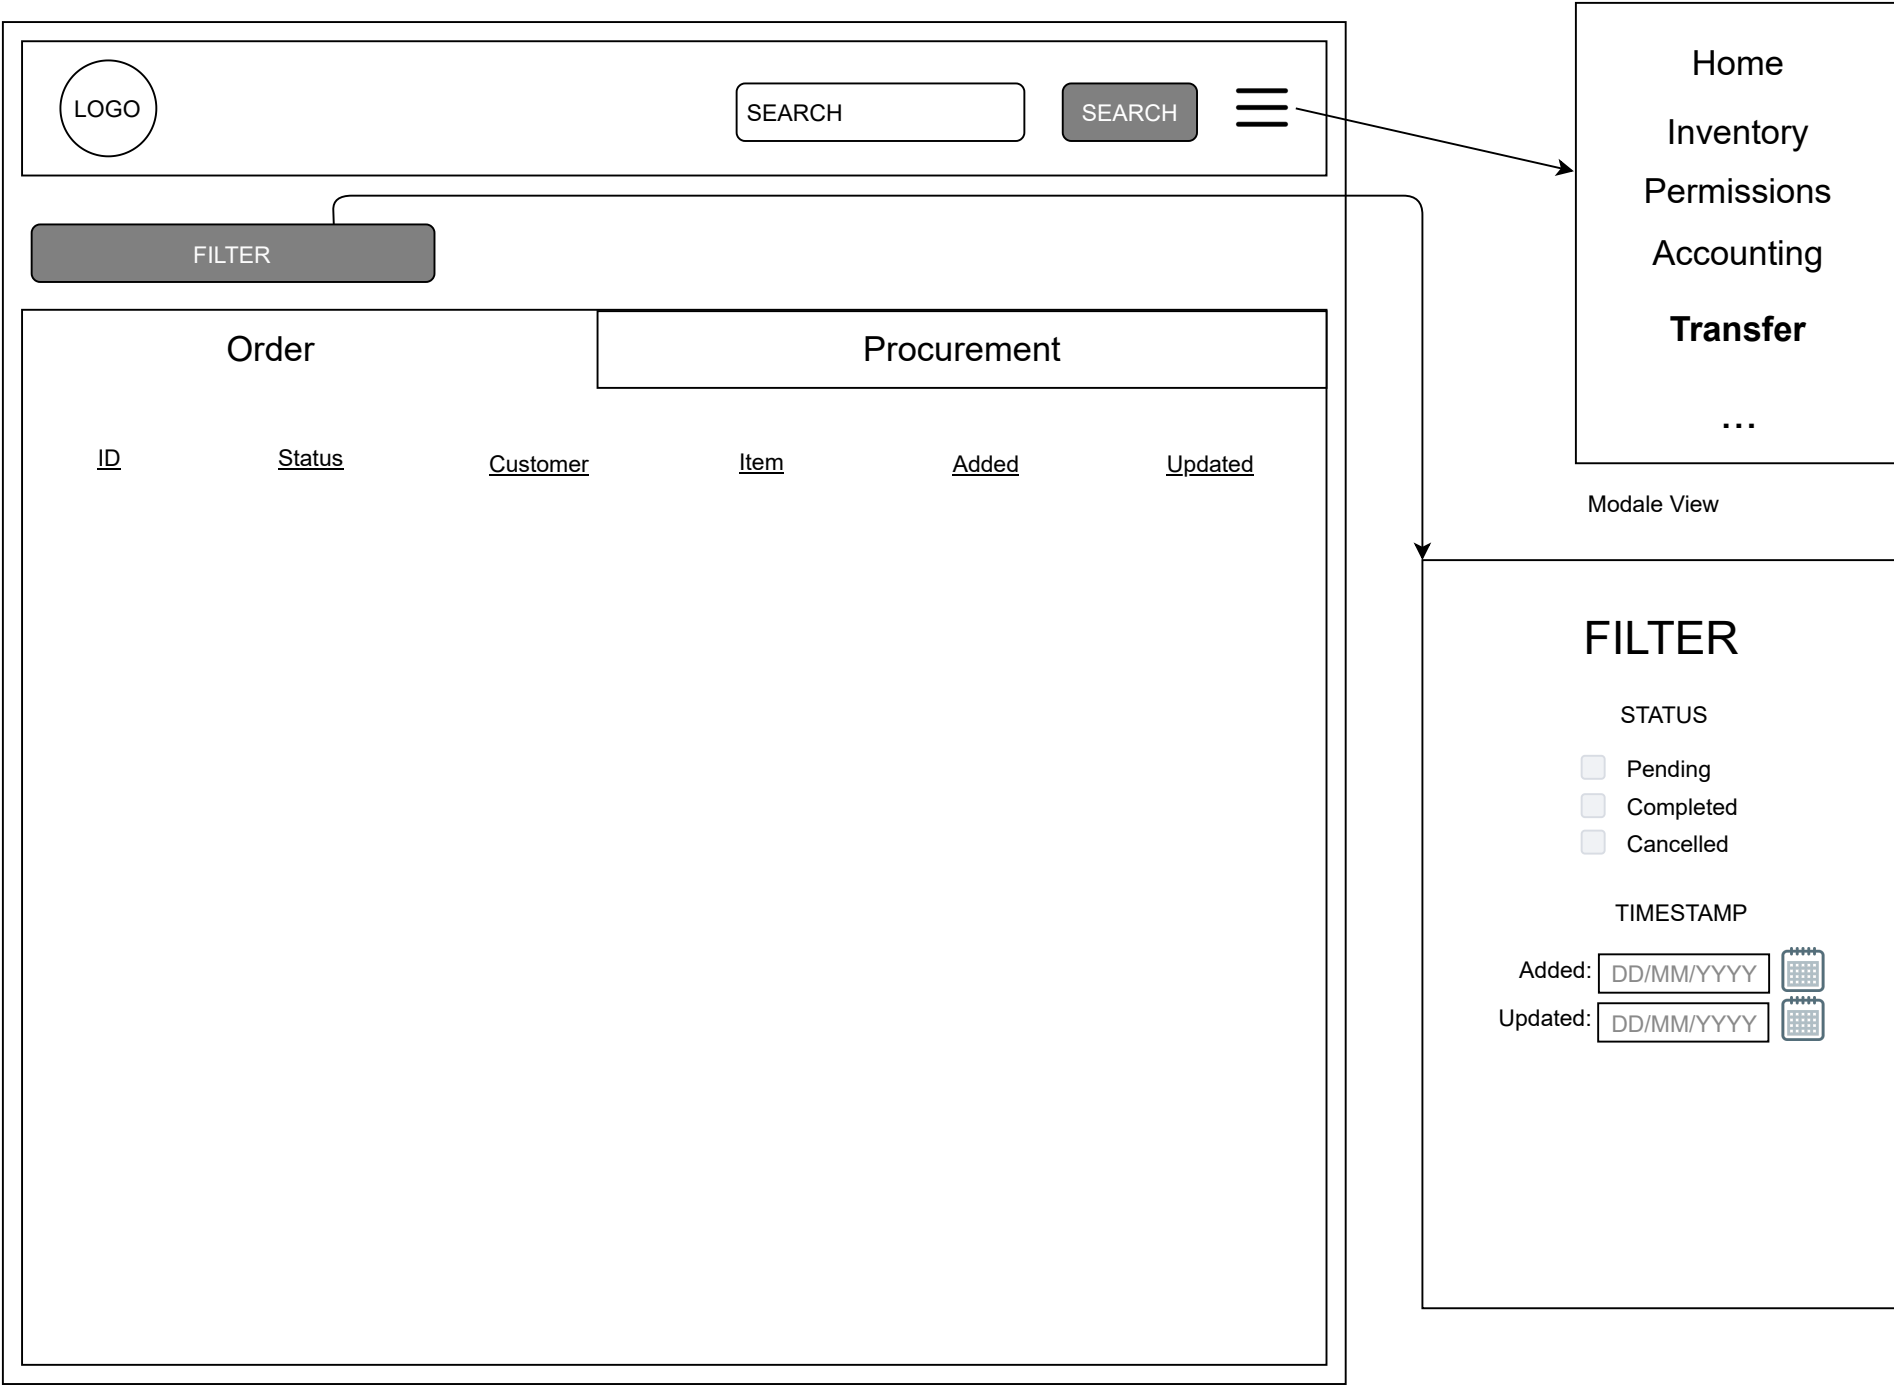 LOGO
SEARCH
SEARCH
FILTER
Order
Procurement
ID
Status
Customer
Item
Added
Updated
Home
Inventory
Permissions
Accounting
Transfer
...
Modale View
FILTER
STATUS
Pending
Completed
Cancelled
TIMESTAMP
Added: DD/MM/YYYY
Updated: DD/MM/YYYY